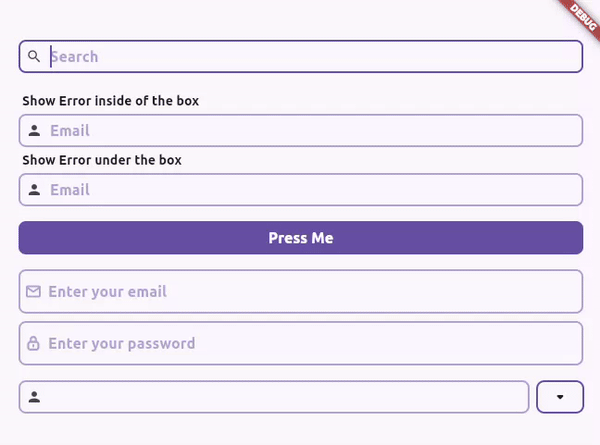 DEBUG
Search
Show Error inside of the box
Email
Show Error under the box
Email
Press Me
Enter your email
Enter your password